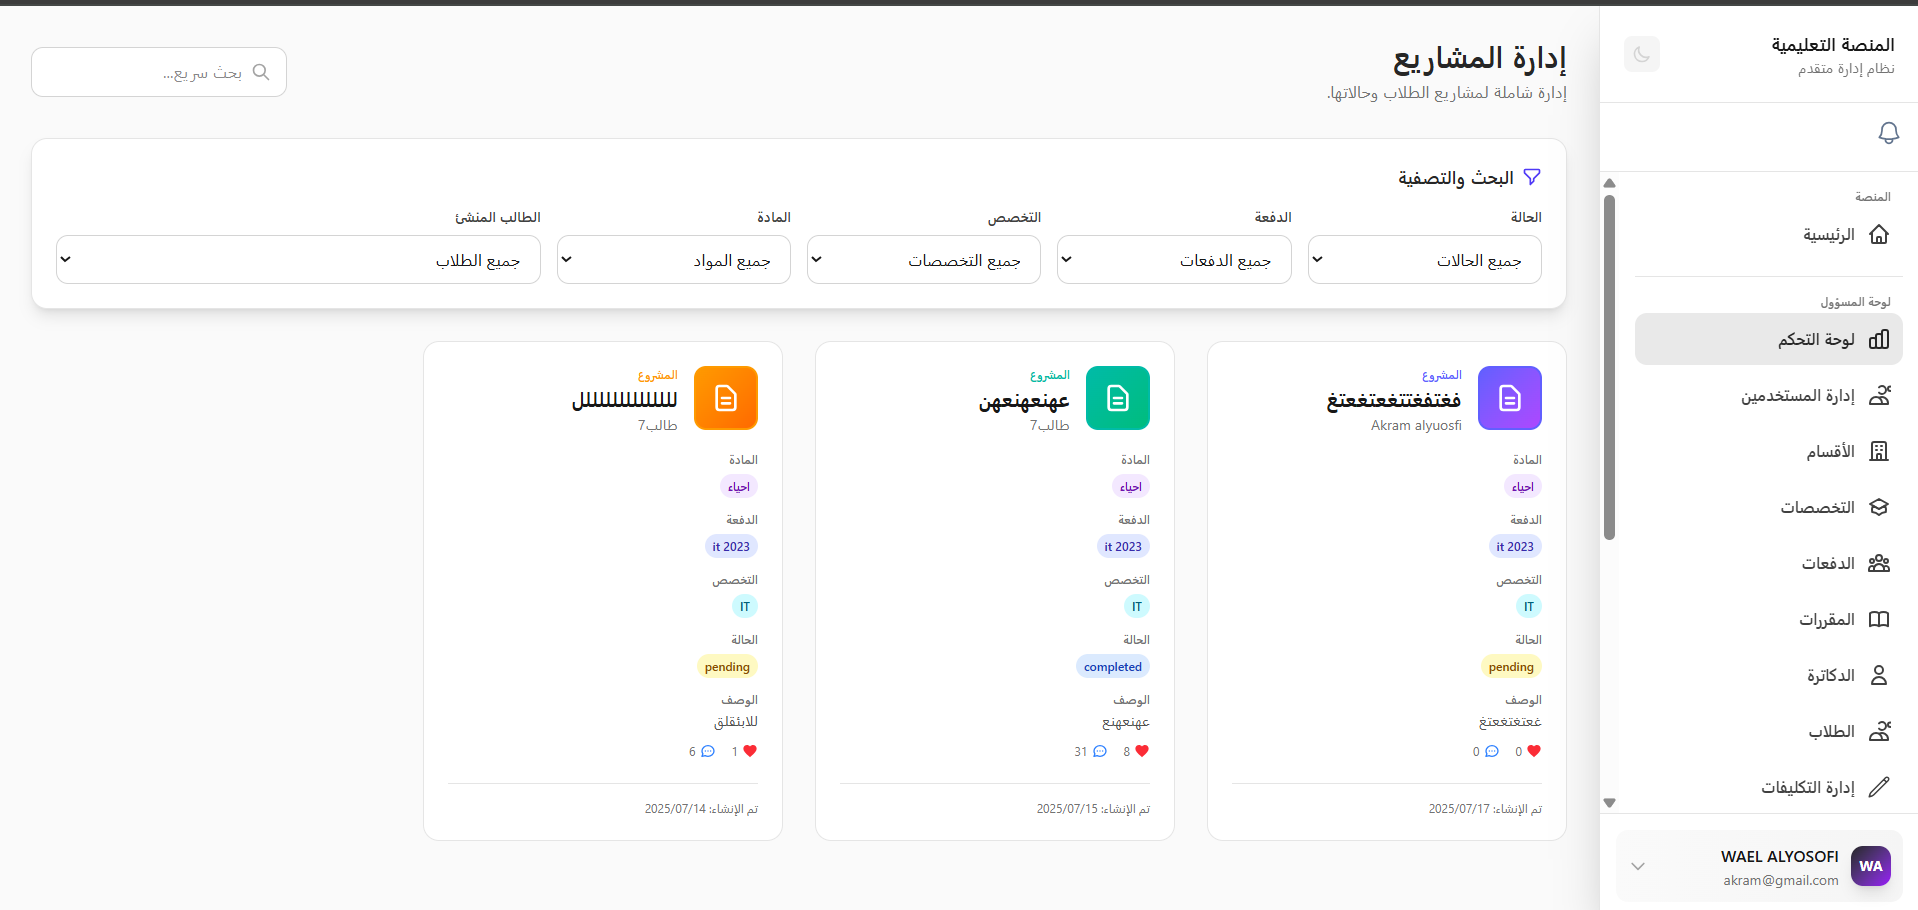 المنصة التعليمية
نظام إدارة متقدم
المنصة
الرئيسية
لوحة المسؤول
لوحة التحكم
إدارة المستخدمين
الأقسام
التخصصات
الدفعات
المقررات
الدكاترة
الطلاب
إدارة التكليفات
WA
WAEL ALYOSOFI
akram@gmail.com
إدارة المشاريع
إدارة شاملة لمشاريع الطلاب وحالاتها.
بحث سريع...
البحث والتصفية
الحالة
جميع الحالات
الدفعة
جميع الدفعات
التخصص
جميع التخصصات
المادة
جميع المواد
الطالب المنشئ
جميع الطلاب
المشروع
فغتفغتتغعتغعتغ
Akram alyuosfi
المادة
احياء
الدفعة
it 2023
التخصص
IT
الحالة
pending
الوصف
غعتغتغعتغ
0 0
تم الإنشاء: 2025/07/17
المشروع
عهنعهنعهن
طالب7
المادة
احياء
الدفعة
it 2023
التخصص
IT
الحالة
completed
الوصف
عهنعهنع
8 31
تم الإنشاء: 2025/07/15
المشروع
طالب7
المادة
احياء
الدفعة
it 2023
التخصص
IT
الحالة
pending
الوصف
للابئقلق
1 6
تم الإنشاء: 2025/07/14